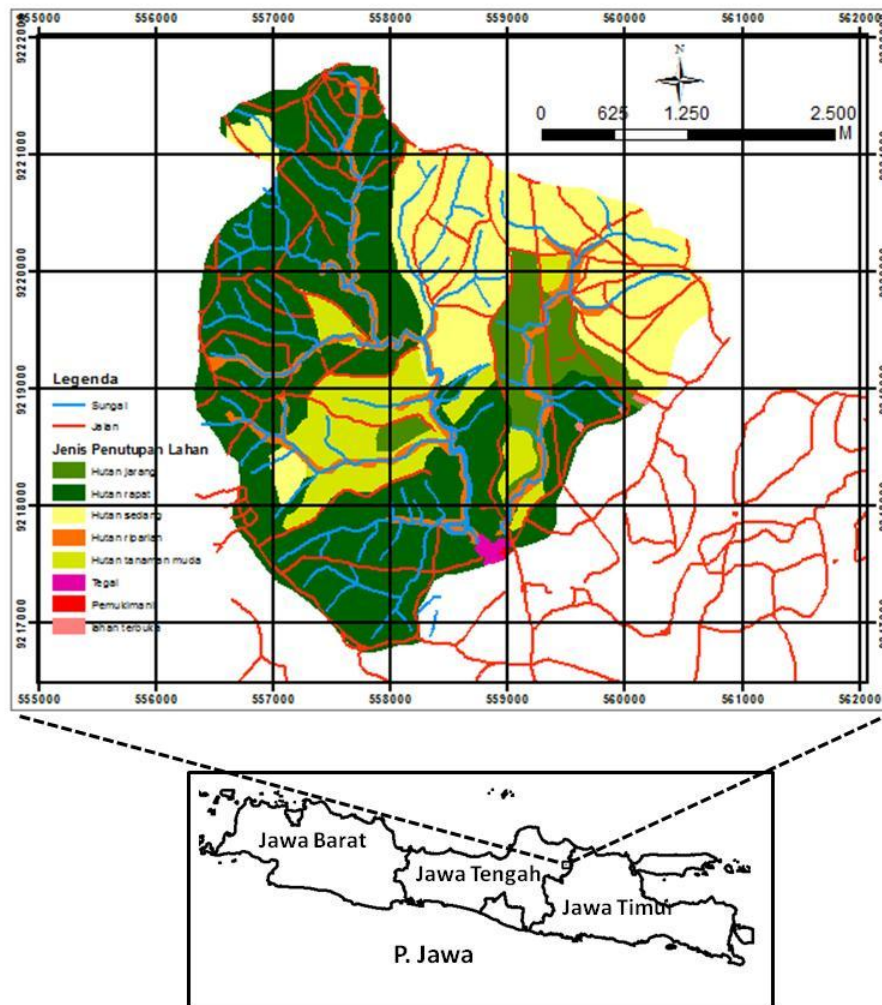 555000 556000 557000 558000 559000 560000 561000 562000
9222000
N
0 625 1.250 2.500
M
9221000
9220000
9219000
9218000
9217000
Legenda
Sungai
Jalan
Jenis Penutupan Lahan
Hutan jarang
Hutan rapat
Hutan sedang
Hutan riparian
Hutan tanaman muda
Tegal
Pemukimani
lahan terbuka
555000 556000 557000 558000 559000 560000 561000 562000
Jawa Barat
Jawa Tengah
Jawa Timur
P. Jawa